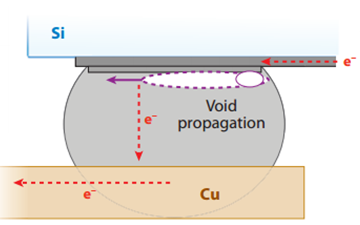 Si
e⁻
Void
propagation
e⁻
Cu
e⁻